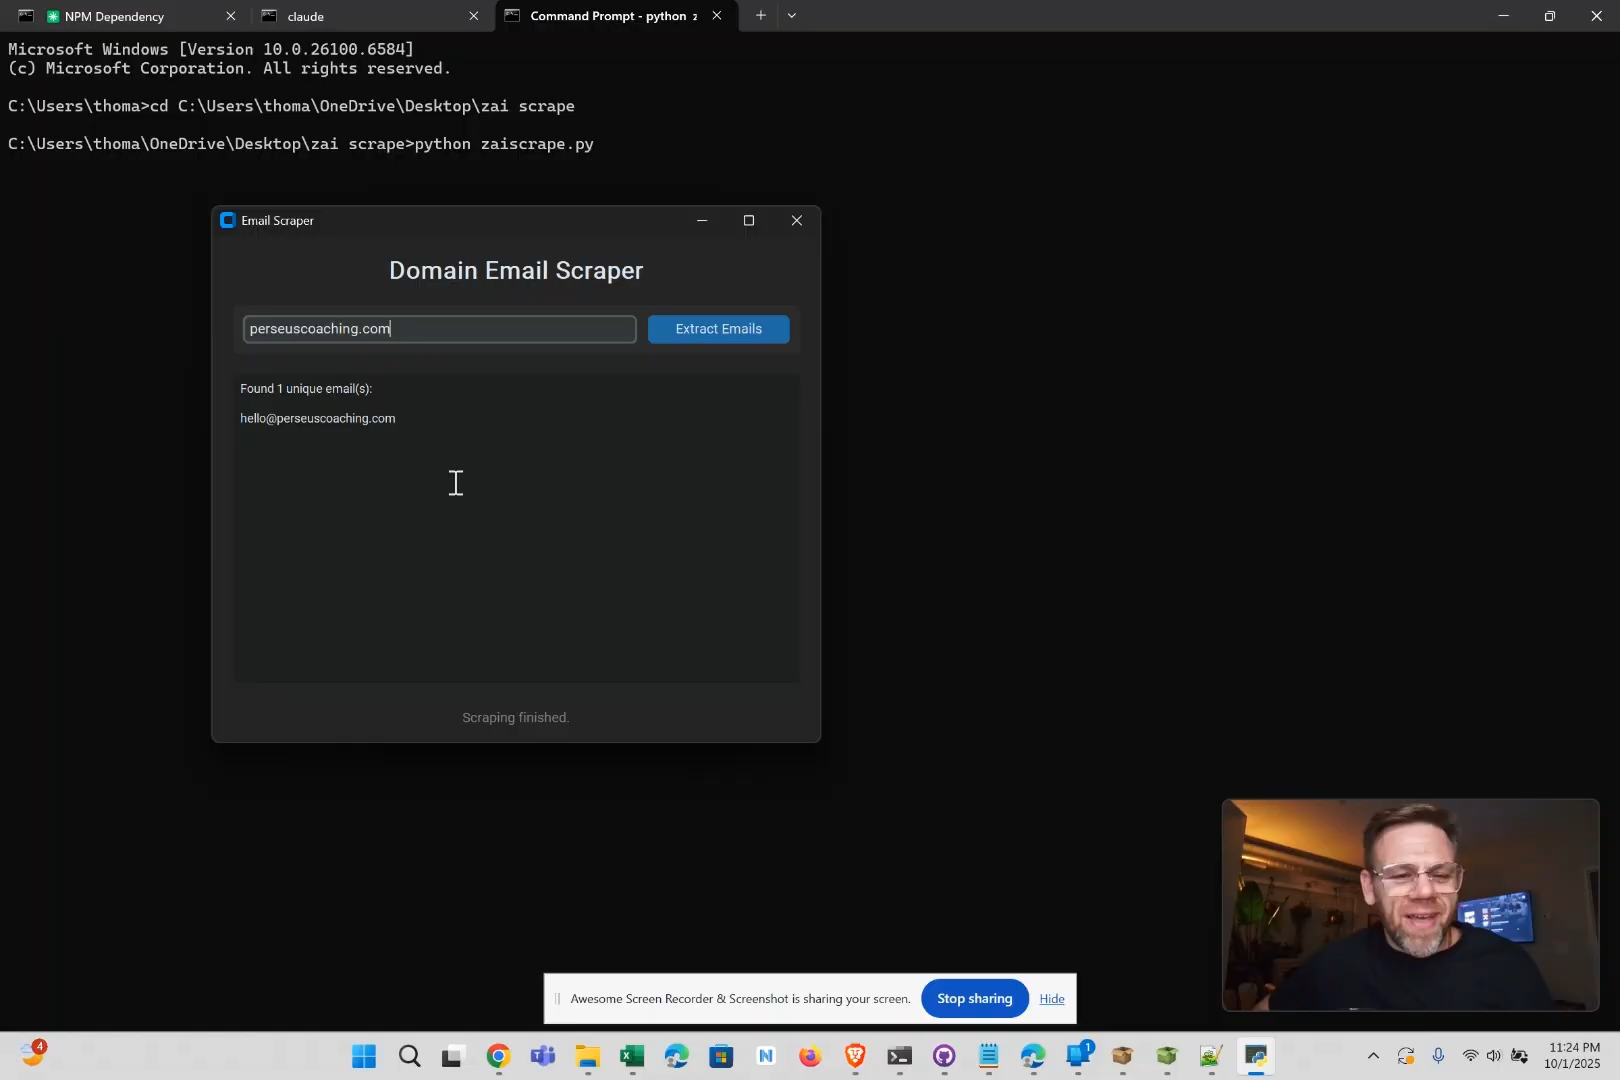 NPM Dependency
claude
Command Prompt - python z
Microsoft Windows [Version 10.0.26100.6584]
(c) Microsoft Corporation. All rights reserved.
C:\Users\thoma>cd C:\Users\thoma\OneDrive\Desktop\zai scrape
C:\Users\thoma\OneDrive\Desktop\zai scrape>python zaiscrape.py
Email Scraper
Domain Email Scraper
perseuscoaching.com
Extract Emails
Found 1 unique email(s):
hello@perseuscoaching.com
Scraping finished.
Awesome Screen Recorder & Screenshot is sharing your screen.
Stop sharing
Hide
4
1
11:24 PM
10/1/2025